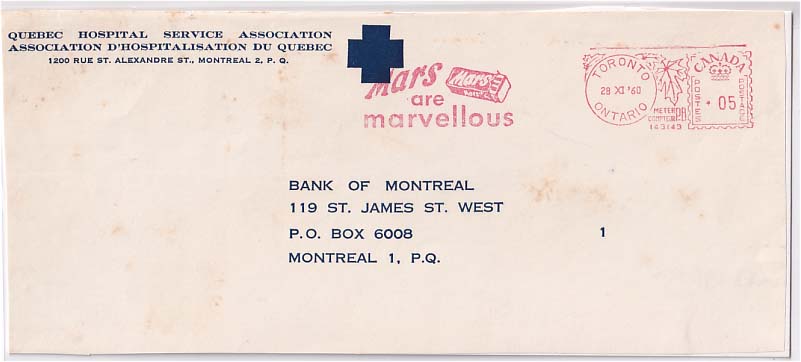 QUEBEC HOSPITAL SERVICE ASSOCIATION
ASSOCIATION D'HOSPITALISATION DU QUEBEC
1200 RUE ST. ALEXANDRE ST., MONTREAL 2, P. Q.
Mars
are
marvellous
Mars
TORONTO
28 XI '60
ONTARIO
METER
COMPTEUR
PB
143143
CANADA
POSTES
05
POSTAGE
BANK OF MONTREAL
119 ST. JAMES ST. WEST
P.O. BOX 6008 1
MONTREAL 1, P.Q.